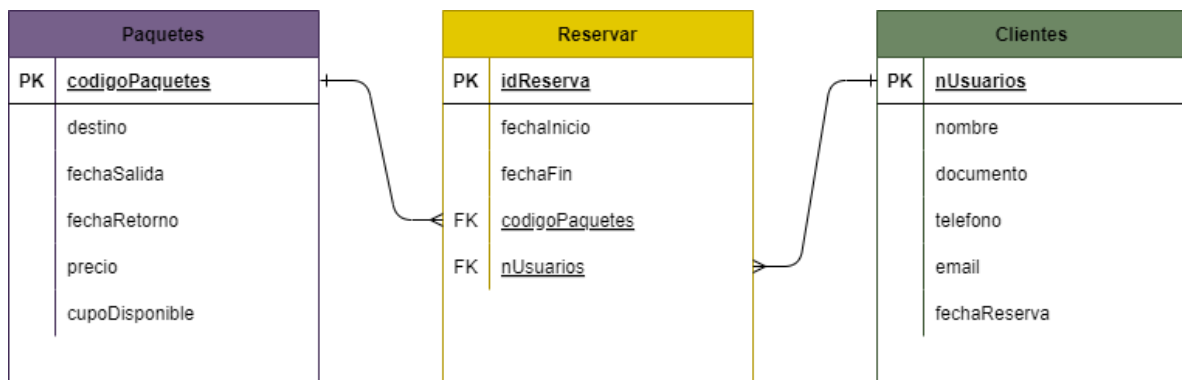 Paquetes
PK codigoPaquetes
destino
fechaSalida
fechaRetorno
precio
cupoDisponible
Reservar
PK idReserva
fechaInicio
fechaFin
FK codigoPaquetes
FK nUsuarios
Clientes
PK nUsuarios
nombre
documento
telefono
email
fechaReserva